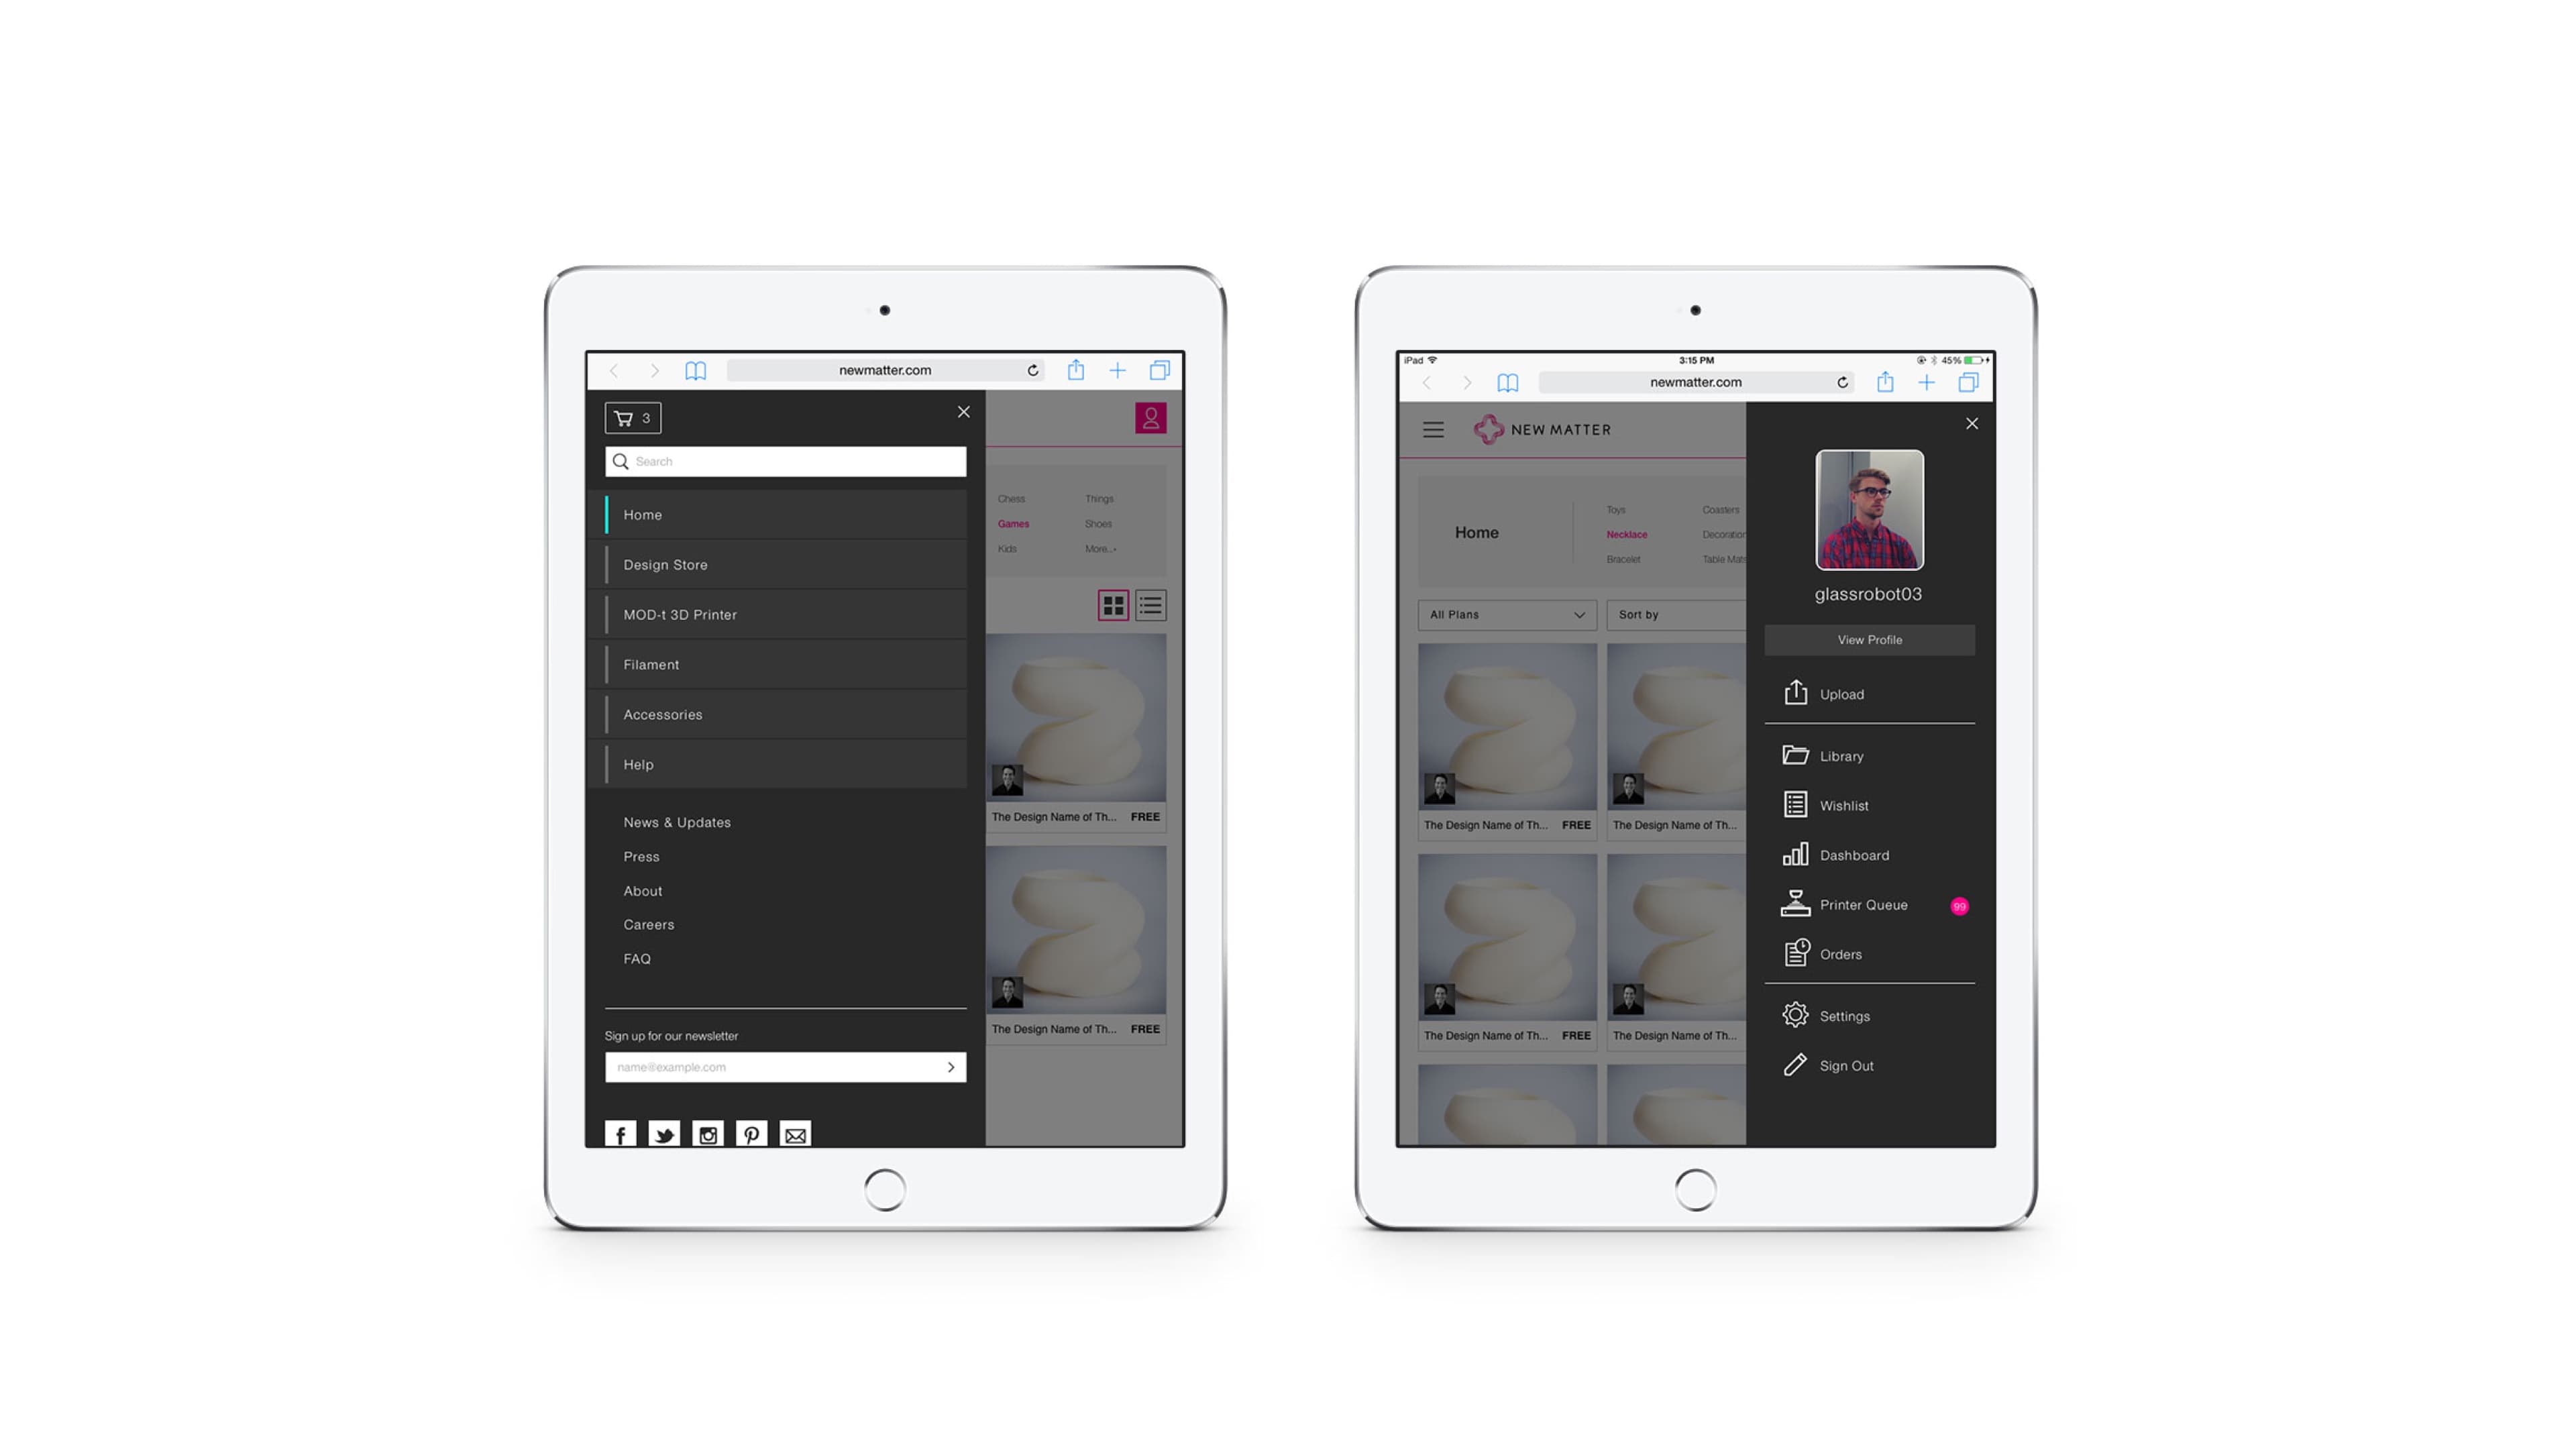 newmatter.com
3
Search
Home
Design Store
MOD-t 3D Printer
Filament
Accessories
Help
News & Updates
Press
About
Careers
FAQ
Sign up for our newsletter
name@example.com
Chess Things
Games Shoes
Kids More...
The Design Name of Th... FREE
The Design Name of Th... FREE
iPad 3:15 PM 45%
newmatter.com
NEW MATTER
Home
Toys Coasters
Necklace Decoration
Bracelet Table Mats
All Plans Sort by
The Design Name of Th... FREE The Design Name of Th...
The Design Name of Th... FREE The Design Name of Th...
glassrobot03
View Profile
Upload
Library
Wishlist
Dashboard
Printer Queue 99
Orders
Settings
Sign Out